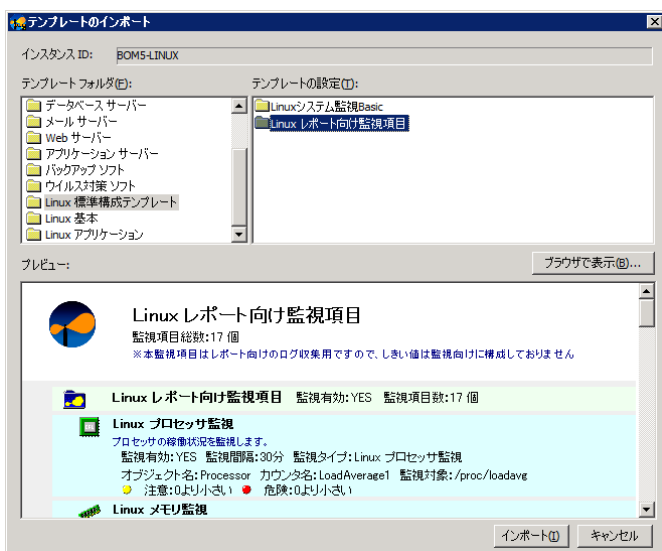 テンプレートのインポート
インスタンス ID: BOM5-LINUX
テンプレート フォルダ(F): テンプレートの設定(T):
データベース サーバー
メール サーバー
Web サーバー
アプリケーション サーバー
バックアップ ソフト
ウイルス対策 ソフト
Linux 標準構成テンプレート
Linux 基本
Linux アプリケーション
Linuxシステム監視Basic
Linux レポート向け監視項目
プレビュー: ブラウザで表示(B)...
Linux レポート向け監視項目
監視項目総数:17 個
※本監視項目はレポート向けのログ収集用ですので、しきい値は監視向けに構成しておりません
Linux レポート向け監視項目 監視有効:YES 監視項目数:17 個
Linux プロセッサ監視
プロセッサの稼働状況を監視します。
監視有効:YES 監視間隔:30分 監視タイプ:Linux プロセッサ監視
オブジェクト名:Processor カウンタ名:LoadAverage1 監視対象:/proc/loadavg
注意:0より小さい 危険:0より小さい
Linux メモリ監視
インポート(I) キャンセル